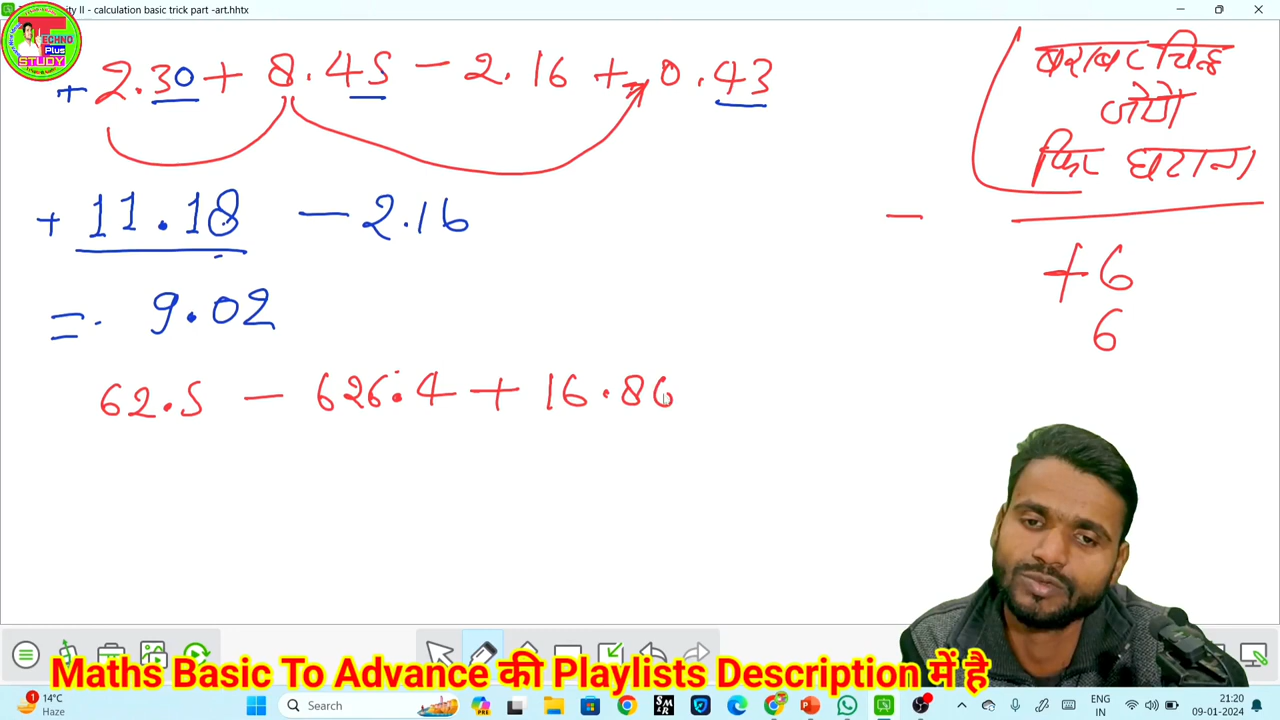 ity II - calculation basic trick part -art.hhtx
TECHNO
Plus
STUDY
+ 2.30 + 8.45 - 2.16 + 0.43
बराबर चिन्ह
जोड़ो
फिर घटाना
+ 11.18 - 2.16
-
+6
6
= 9.02
62.5 - 626.4 + 16.86
Maths Basic To Advance की Playlists Description में है
1
14°C
Haze
Search
ENG
IN
21:20
09-01-2024